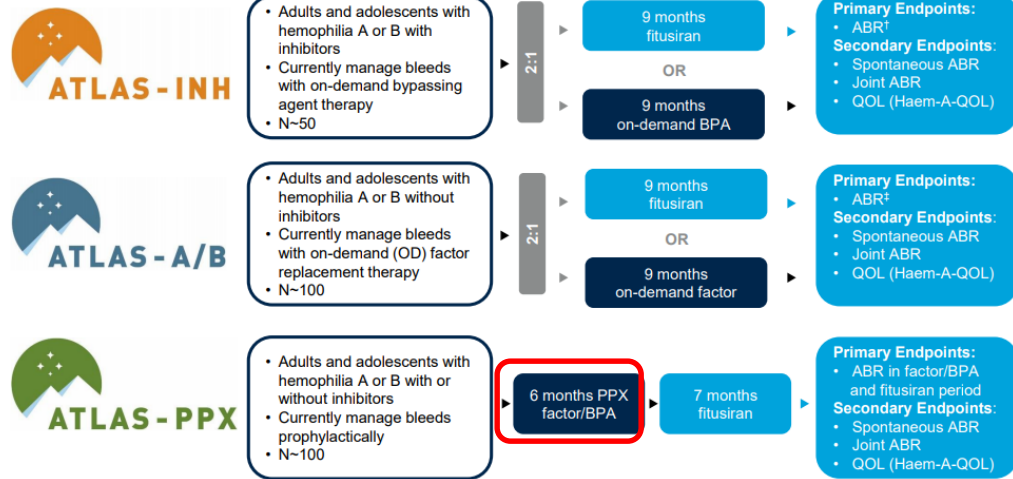 ATLAS-INH
• Adults and adolescents with
hemophilia A or B with
inhibitors
• Currently manage bleeds
with on-demand bypassing
agent therapy
• N~50
2:1
9 months
fitusiran
OR
9 months
on-demand BPA
Primary Endpoints:
• ABR†
Secondary Endpoints:
• Spontaneous ABR
• Joint ABR
• QOL (Haem-A-QOL)
ATLAS-A/B
• Adults and adolescents with
hemophilia A or B without
inhibitors
• Currently manage bleeds
with on-demand (OD) factor
replacement therapy
• N~100
2:1
9 months
fitusiran
OR
9 months
on-demand factor
Primary Endpoints:
• ABR‡
Secondary Endpoints:
• Spontaneous ABR
• Joint ABR
• QOL (Haem-A-QOL)
ATLAS-PPX
• Adults and adolescents with
hemophilia A or B with or
without inhibitors
• Currently manage bleeds
prophylactically
• N~100
6 months PPX
factor/BPA
7 months
fitusiran
Primary Endpoints:
• ABR in factor/BPA
and fitusiran period
Secondary Endpoints:
• Spontaneous ABR
• Joint ABR
• QOL (Haem-A-QOL)